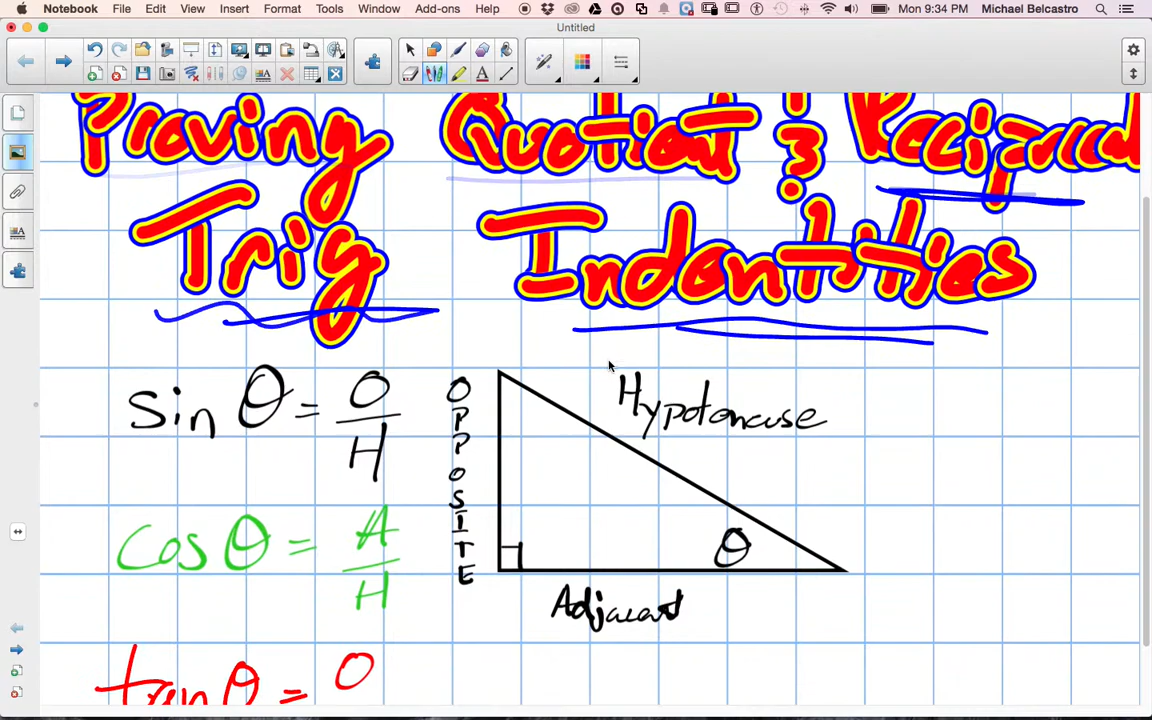 Notebook File Edit View Insert Format Tools Window Add-ons Help Mon 9:34 PM Michael Belcastro
Untitled
Proving Quotient & Reciprocal
Trig Indentities
sin θ = O/H
OPPOSITE
Hypotoneuse
cos θ = A/H
θ
Adjacent
tan θ = O